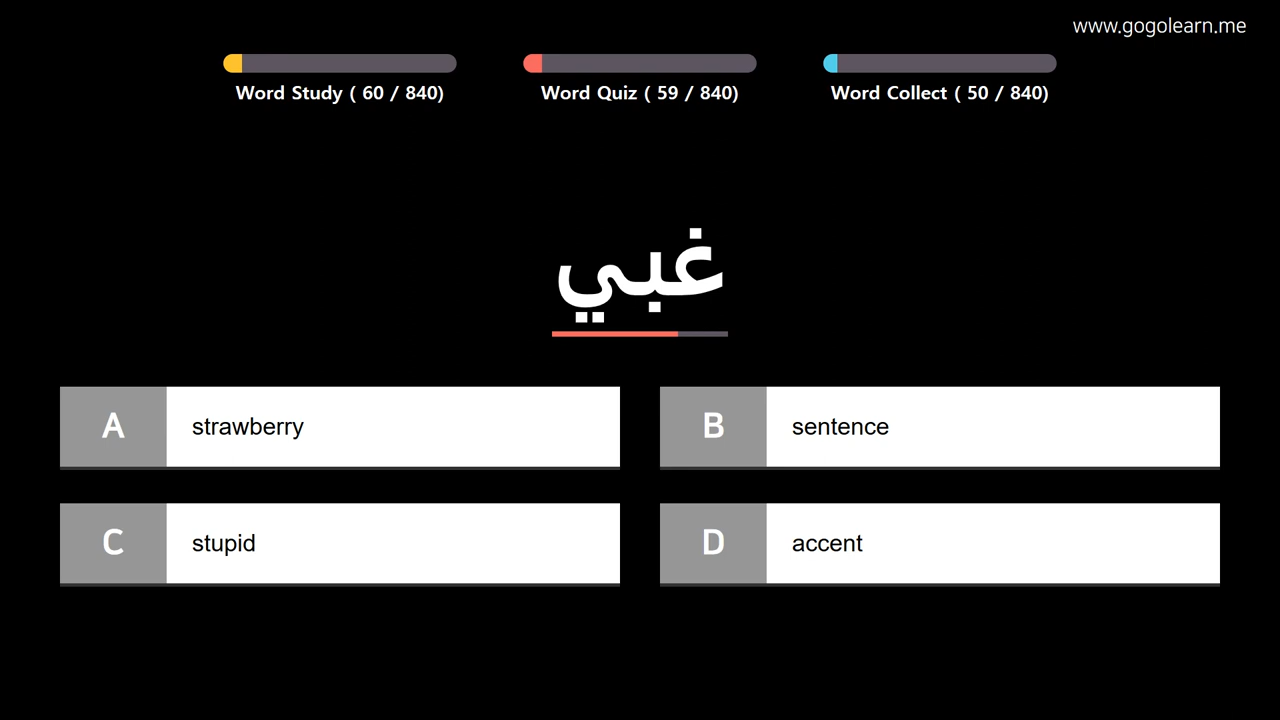 www.gogolearn.me
Word Study ( 60 / 840)
Word Quiz ( 59 / 840)
Word Collect ( 50 / 840)
غبي
A strawberry
B sentence
C stupid
D accent